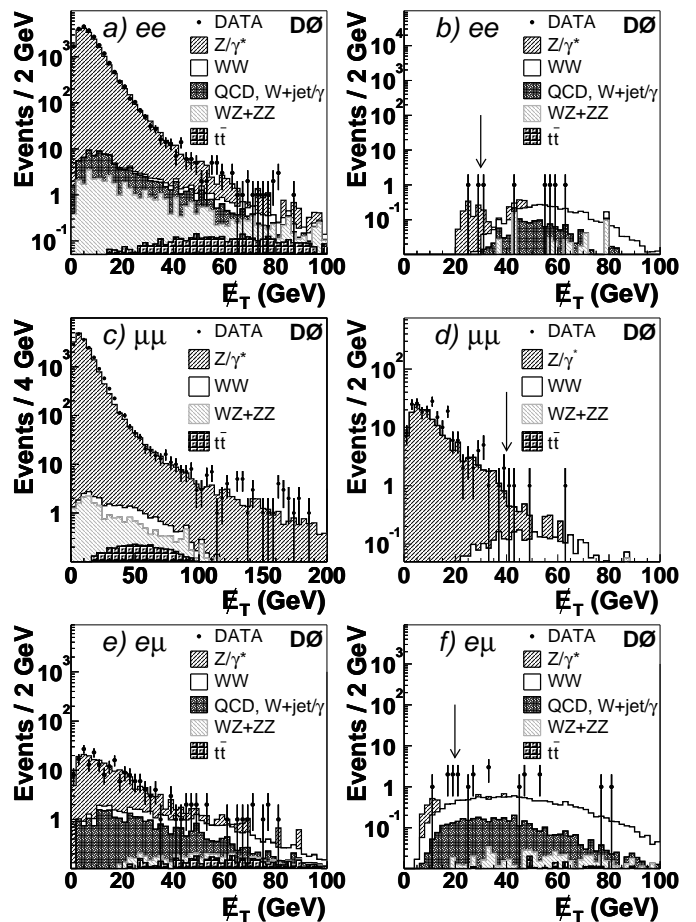 a) ee
DATA
DØ
Z/γ*
WW
QCD, W+jet/γ
WZ+ZZ
tt̄
Events / 2 GeV
10³
10²
10
1
10⁻¹
0 20 40 60 80 100
E̸_T (GeV)
b) ee
DATA
DØ
Z/γ*
WW
QCD, W+jet/γ
WZ+ZZ
tt̄
Events / 2 GeV
10⁴
10³
10²
10
1
10⁻¹
0 20 40 60 80 100
E̸_T (GeV)
c) μμ
DATA
DØ
Z/γ*
WW
WZ+ZZ
tt̄
Events / 4 GeV
10³
10²
10
1
0 50 100 150 200
E̸_T (GeV)
d) μμ
DATA
DØ
Z/γ*
WW
WZ+ZZ
tt̄
Events / 2 GeV
10²
10
1
10⁻¹
0 20 40 60 80 100
E̸_T (GeV)
e) eμ
DATA
DØ
Z/γ*
WW
QCD, W+jet/γ
WZ+ZZ
tt̄
Events / 2 GeV
10³
10²
10
1
0 20 40 60 80 100
E̸_T (GeV)
f) eμ
DATA
DØ
Z/γ*
WW
QCD, W+jet/γ
WZ+ZZ
tt̄
Events / 2 GeV
10³
10²
10
1
10⁻¹
0 20 40 60 80 100
E̸_T (GeV)